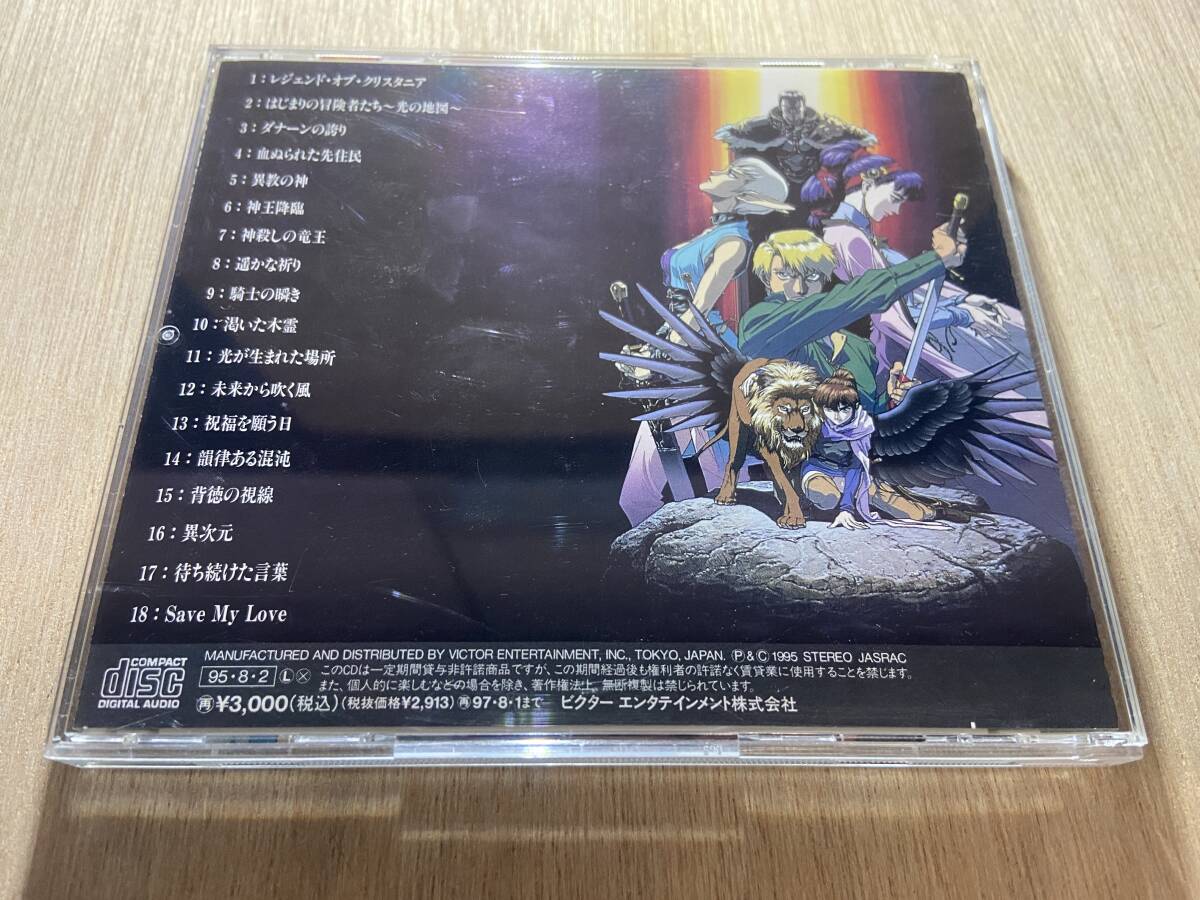 1：レジェンド・オブ・クリスタニア
2：はじまりの冒険者たち〜光の地図〜
3：ダナーンの誇り
4：血ぬられた先住民
5：異教の神
6：神王降臨
7：神殺しの竜王
8：遥かな祈り
9：騎士の瞬き
10：渇いた木霊
11：光が生まれた場所
12：未来から吹く風
13：祝福を願う日
14：韻律ある混沌
15：背徳の視線
16：異次元
17：待ち続けた言葉
18：Save My Love
COMPACT
disc
DIGITAL AUDIO
MANUFACTURED AND DISTRIBUTED BY VICTOR ENTERTAINMENT, INC., TOKYO, JAPAN. Ⓟ&Ⓒ 1995 STEREO JASRAC
95・8・2 Ⓛ Ⓧ このCDは一定期間貸与非許諾商品ですが、この期間経過後も権利者の許諾なく賃貸業に使用することを禁じます。
また、個人的に楽しむなどの場合を除き、著作権法上、無断複製は禁じられています。
㊢¥3,000(税込)(税抜価格¥2,913)㊢97・8・1まで ビクター エンタテインメント株式会社